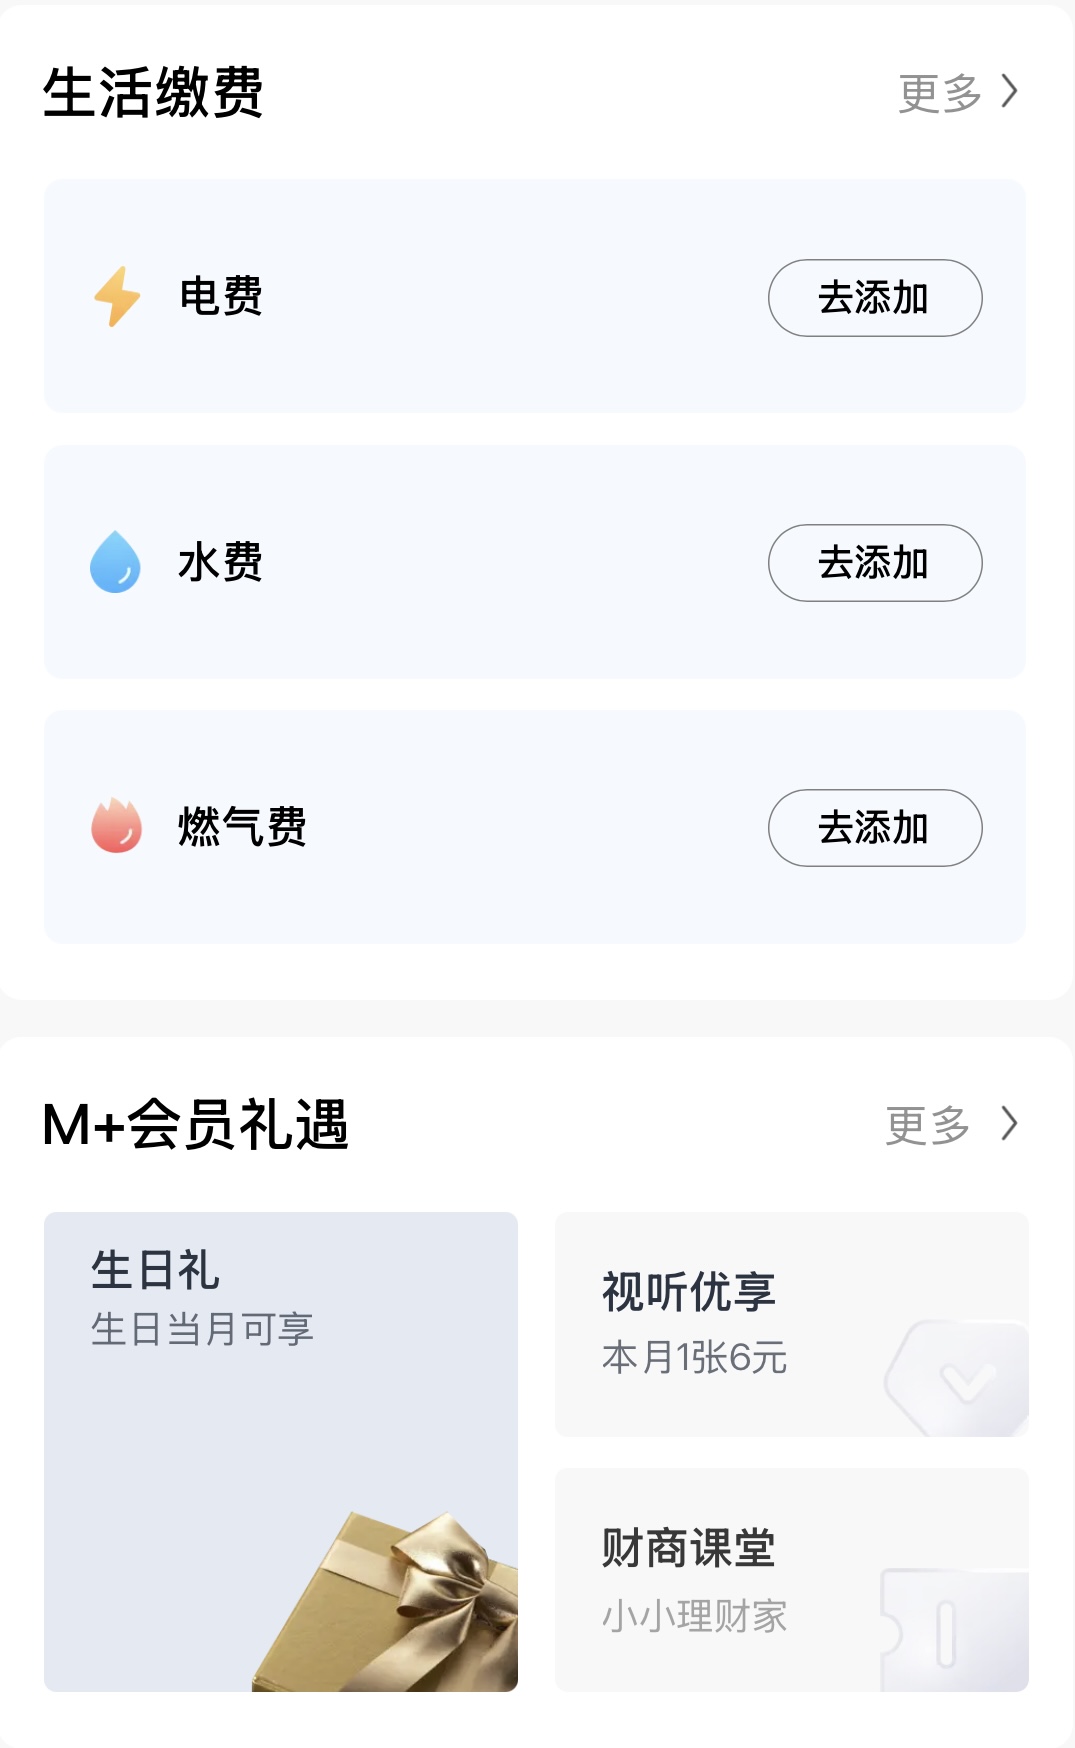 生活缴费
更多
电费
去添加
水费
去添加
燃气费
去添加
M+会员礼遇
更多
生日礼
生日当月可享
视听优享
本月1张6元
财商课堂
小小理财家